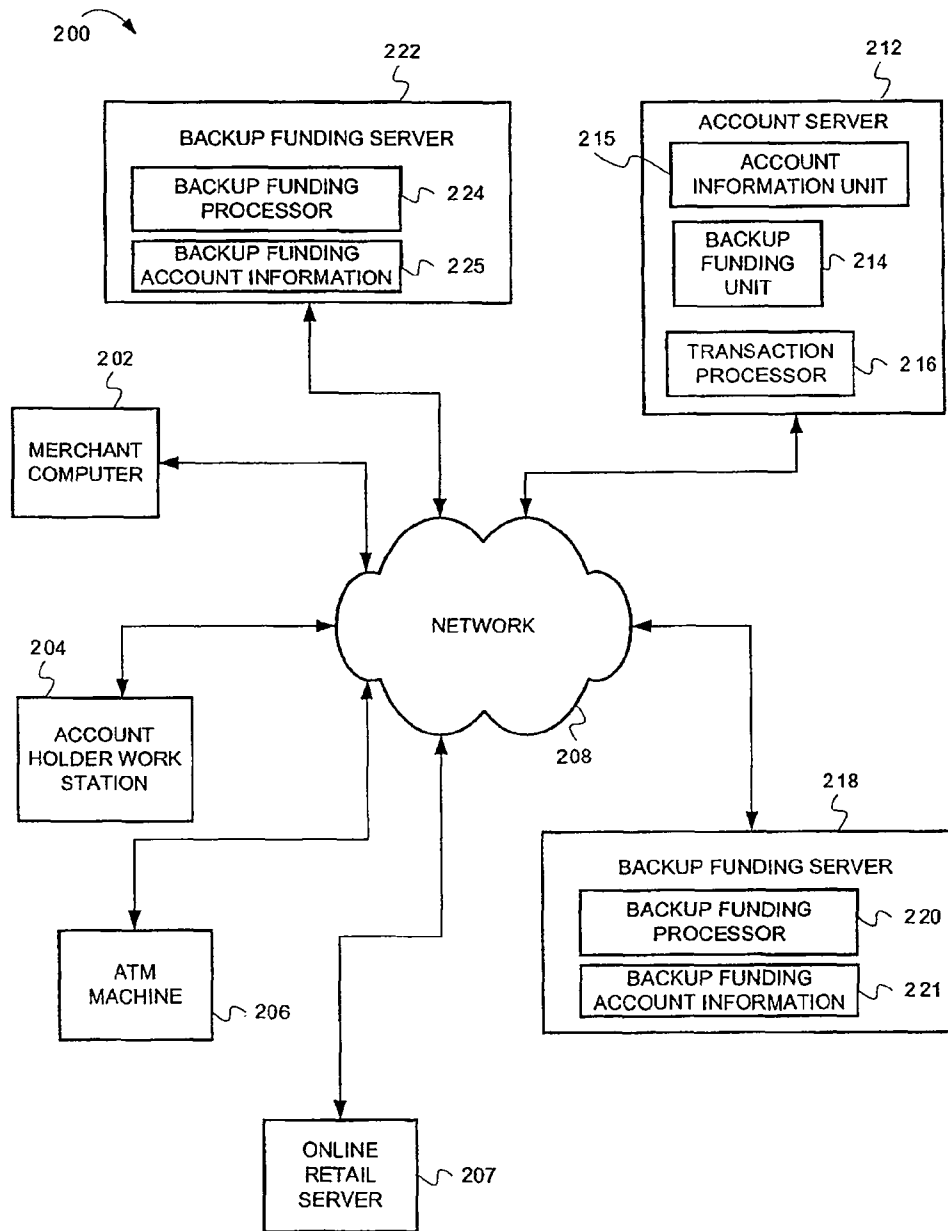 200
222
BACKUP FUNDING SERVER
BACKUP FUNDING
PROCESSOR
224
BACKUP FUNDING
ACCOUNT INFORMATION
225
212
ACCOUNT SERVER
215
ACCOUNT
INFORMATION UNIT
BACKUP
FUNDING
UNIT
214
TRANSACTION
PROCESSOR
216
202
MERCHANT
COMPUTER
NETWORK
208
204
ACCOUNT
HOLDER WORK
STATION
218
BACKUP FUNDING SERVER
BACKUP FUNDING
PROCESSOR
220
BACKUP FUNDING
ACCOUNT INFORMATION
221
ATM
MACHINE
206
ONLINE
RETAIL
SERVER
207